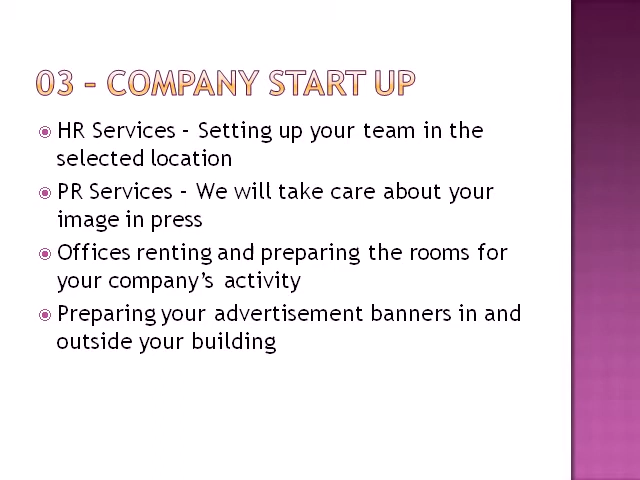 03 – COMPANY START UP
HR Services – Setting up your team in the
selected location
PR Services – We will take care about your
image in press
Offices renting and preparing the rooms for
your company’s activity
Preparing your advertisement banners in and
outside your building